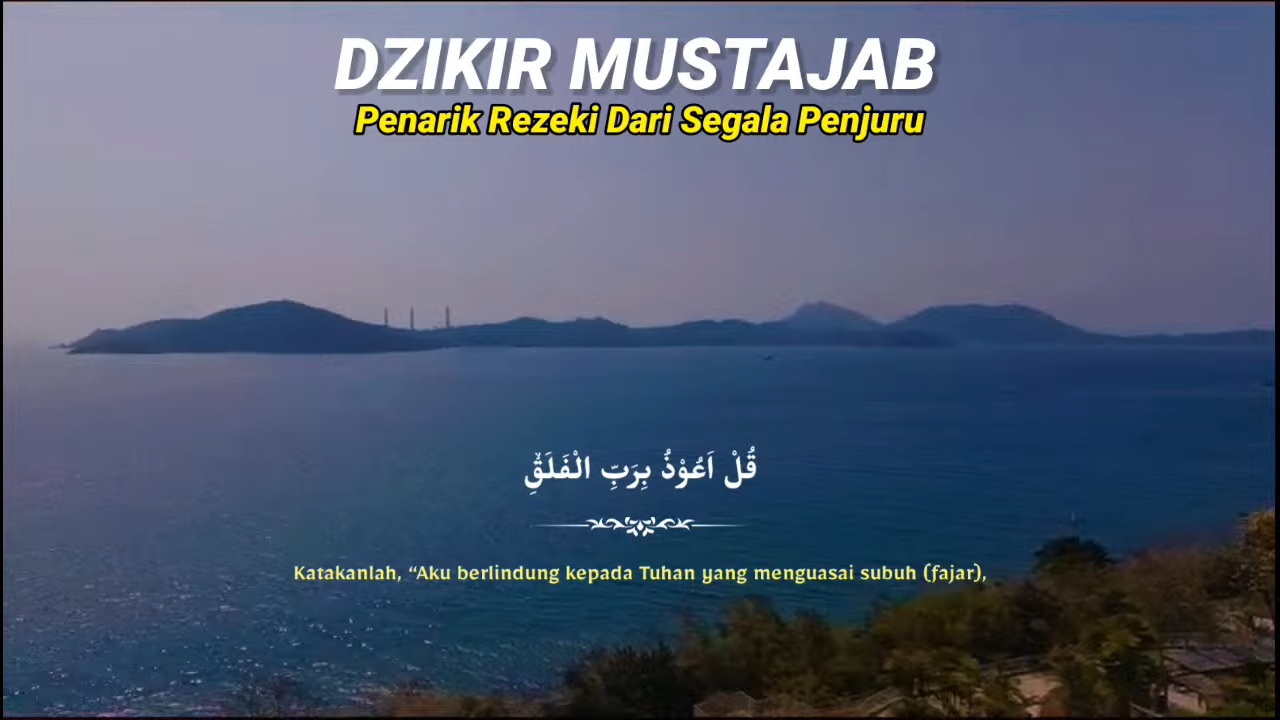 DZIKIR MUSTAJAB
Penarik Rezeki Dari Segala Penjuru
قُلْ اَعُوْذُ بِرَبِّ الْفَلَقِۙ
Katakanlah, “Aku berlindung kepada Tuhan yang menguasai subuh (fajar),